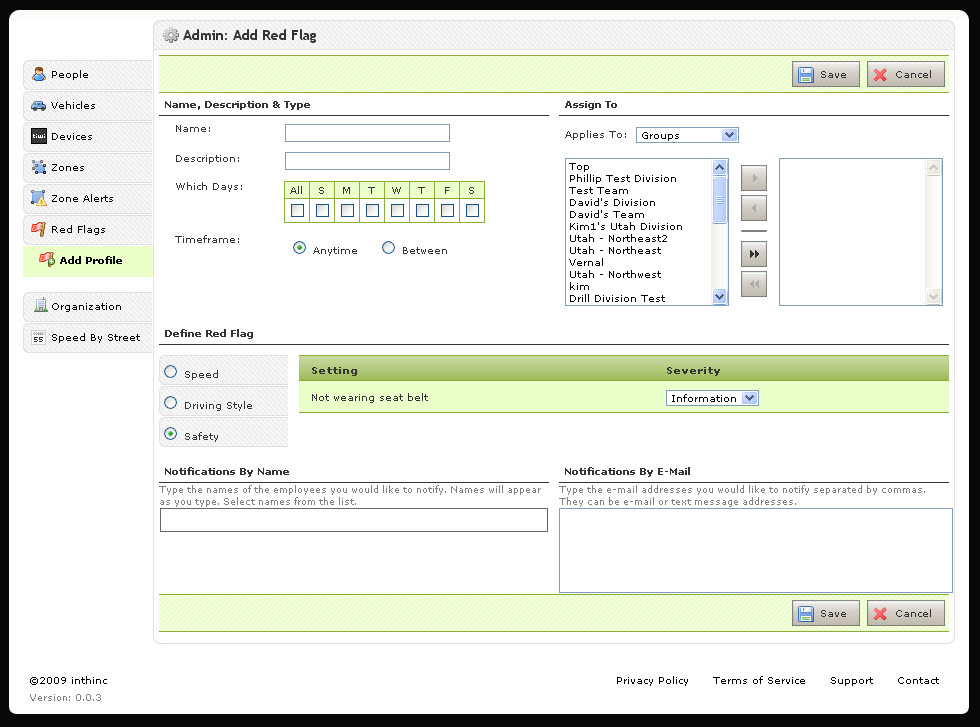 Admin: Add Red Flag
People
Vehicles
Devices
Zones
Zone Alerts
Red Flags
Add Profile
Organization
Speed By Street
Save
Cancel
Name, Description & Type
Name:
Description:
Which Days:
All S M T W T F S
Timeframe:
Anytime
Between
Assign To
Applies To:
Groups
Top
Phillip Test Division
Test Team
David's Division
David's Team
Kim1's Utah Division
Utah - Northeast2
Utah - Northeast
Vernal
Utah - Northwest
kim
Drill Division Test
Define Red Flag
Speed
Driving Style
Safety
Setting
Severity
Not wearing seat belt
Information
Notifications By Name
Type the names of the employees you would like to notify. Names will appear
as you type. Select names from the list.
Notifications By E-Mail
Type the e-mail addresses you would like to notify separated by commas.
They can be e-mail or text message addresses.
Save
Cancel
©2009 inthinc
Version: 0.0.3
Privacy Policy
Terms of Service
Support
Contact